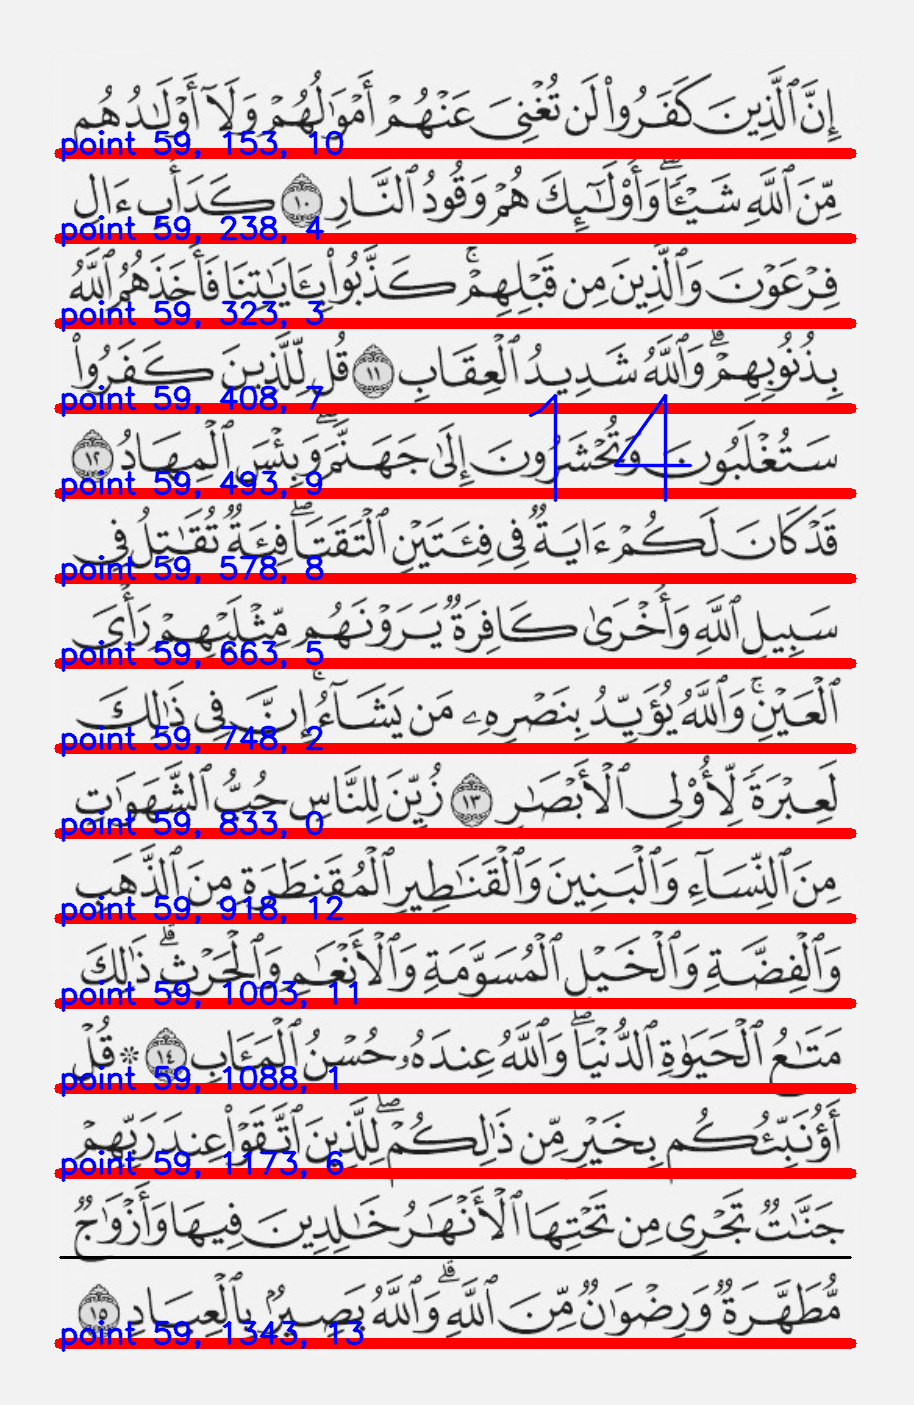 إِنَّ ٱلَّذِينَ كَفَرُوا۟ لَن تُغْنِىَ عَنْهُمْ أَمْوَٰلُهُمْ وَلَآ أَوْلَـٰدُهُم
point 59, 153, 10
مِّنَ ٱللَّهِ شَيْـًٔا ۖ وَأُو۟لَـٰٓئِكَ هُمْ وَقُودُ ٱلنَّارِ ١٠ كَدَأْبِ ءَالِ
point 59, 238, 4
فِرْعَوْنَ وَٱلَّذِينَ مِن قَبْلِهِمْ ۚ كَذَّبُوا۟ بِـَٔايَـٰتِنَا فَأَخَذَهُمُ ٱللَّهُ
point 59, 323, 3
بِذُنُوبِهِمْ ۗ وَٱللَّهُ شَدِيدُ ٱلْعِقَابِ ١١ قُل لِّلَّذِينَ كَفَرُوا۟
point 59, 408, 7
14
سَتُغْلَبُونَ وَتُحْشَرُونَ إِلَىٰ جَهَنَّمَ ۚ وَبِئْسَ ٱلْمِهَادُ ١٢
point 59, 493, 9
قَدْ كَانَ لَكُمْ ءَايَةٌ فِى فِئَتَيْنِ ٱلْتَقَتَا ۖ فِئَةٌ تُقَـٰتِلُ فِى
point 59, 578, 8
سَبِيلِ ٱللَّهِ وَأُخْرَىٰ كَافِرَةٌ يَرَوْنَهُم مِّثْلَيْهِمْ رَأْىَ
point 59, 663, 5
ٱلْعَيْنِ ۚ وَٱللَّهُ يُؤَيِّدُ بِنَصْرِهِۦ مَن يَشَآءُ ۗ إِنَّ فِى ذَٰلِكَ
point 59, 748, 2
لَعِبْرَةً لِّأُو۟لِى ٱلْأَبْصَـٰرِ ١٣ زُيِّنَ لِلنَّاسِ حُبُّ ٱلشَّهَوَٰتِ
point 59, 833, 0
مِنَ ٱلنِّسَآءِ وَٱلْبَنِينَ وَٱلْقَنَـٰطِيرِ ٱلْمُقَنطَرَةِ مِنَ ٱلذَّهَبِ
point 59, 918, 12
وَٱلْفِضَّةِ وَٱلْخَيْلِ ٱلْمُسَوَّمَةِ وَٱلْأَنْعَـٰمِ وَٱلْحَرْثِ ۗ ذَٰلِكَ
point 59, 1003, 11
مَتَـٰعُ ٱلْحَيَوٰةِ ٱلدُّنْيَا ۖ وَٱللَّهُ عِندَهُۥ حُسْنُ ٱلْمَـَٔابِ ١٤ ۞ قُلْ
point 59, 1088, 1
أَؤُنَبِّئُكُم بِخَيْرٍ مِّن ذَٰلِكُمْ ۖ لِلَّذِينَ ٱتَّقَوْا۟ عِندَ رَبِّهِمْ
point 59, 1173, 6
جَنَّـٰتٌ تَجْرِى مِن تَحْتِهَا ٱلْأَنْهَـٰرُ خَـٰلِدِينَ فِيهَا وَأَزْوَٰجٌ
مُّطَهَّرَةٌ وَرِضْوَٰنٌ مِّنَ ٱللَّهِ ۗ وَٱللَّهُ بَصِيرٌۢ بِٱلْعِبَادِ ١٥
point 59, 1343, 13